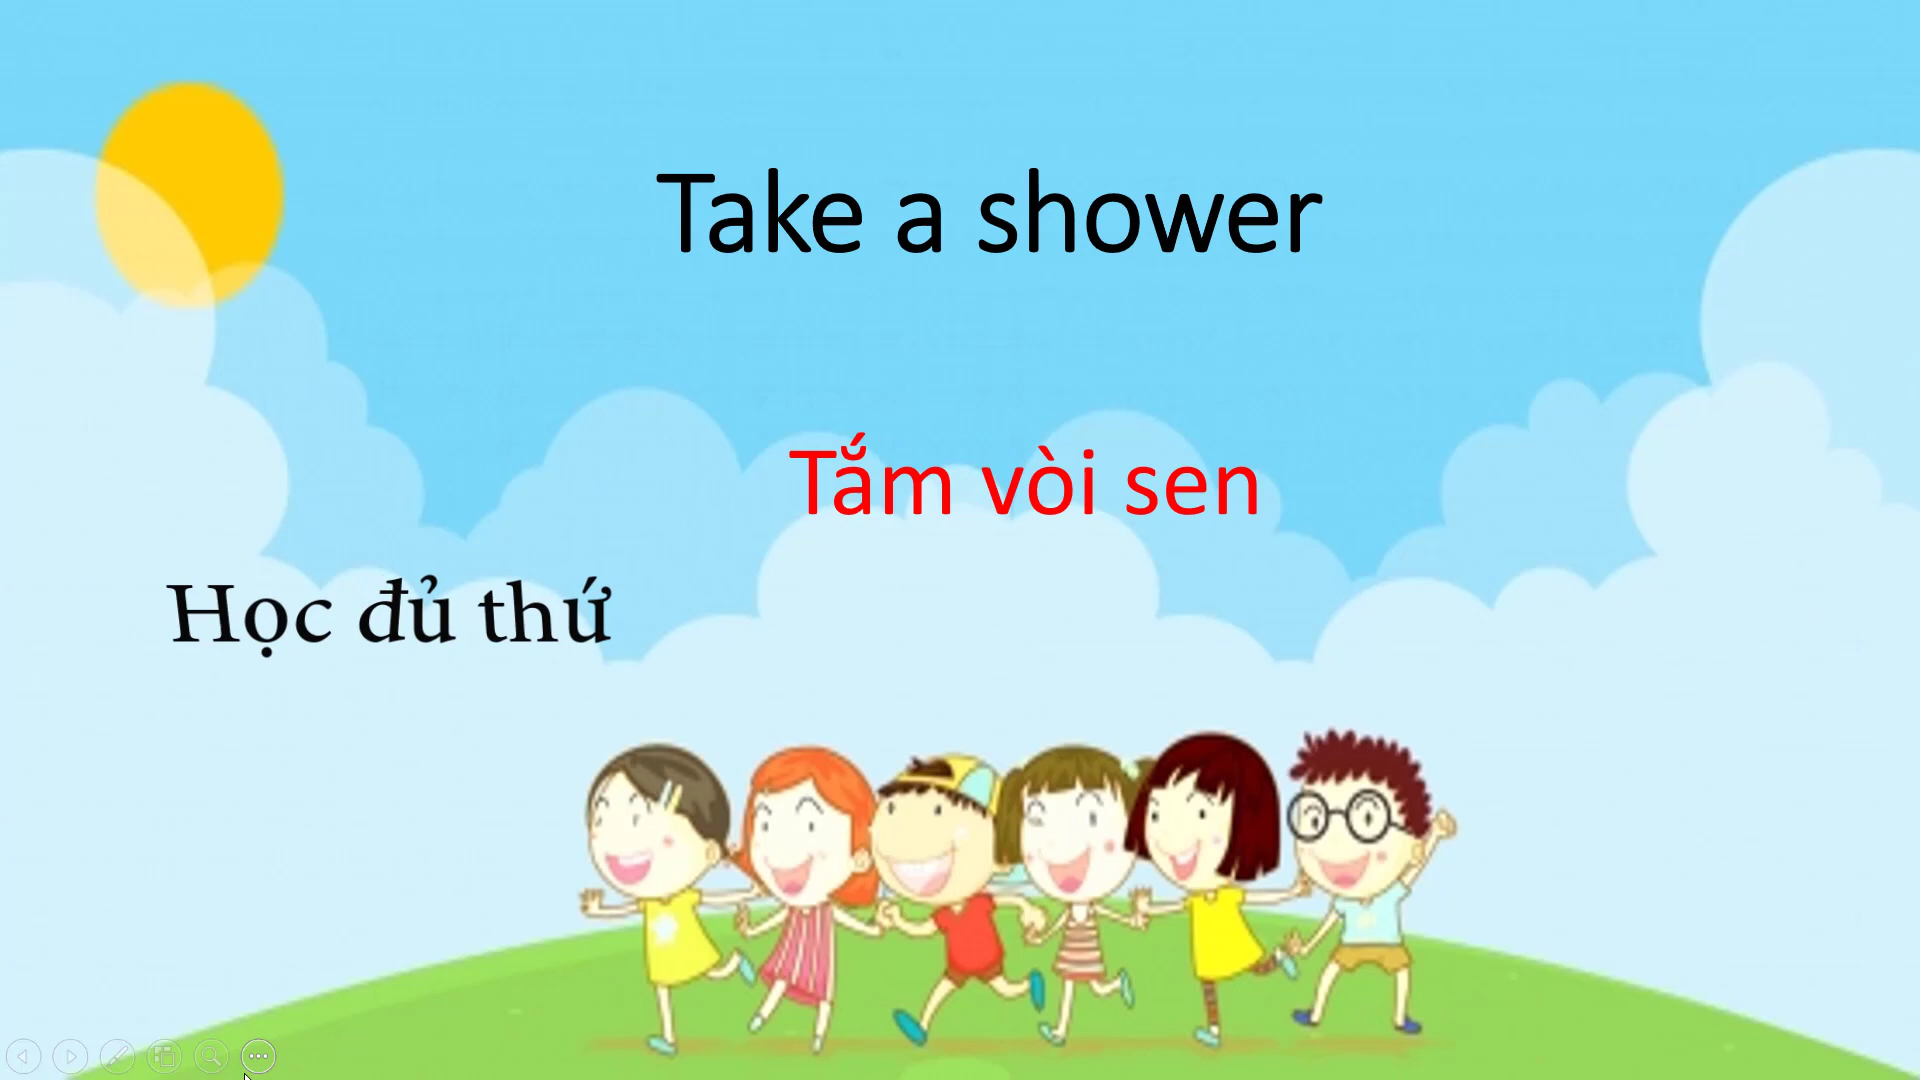 Take a shower
Tắm vòi sen
Học đủ thứ